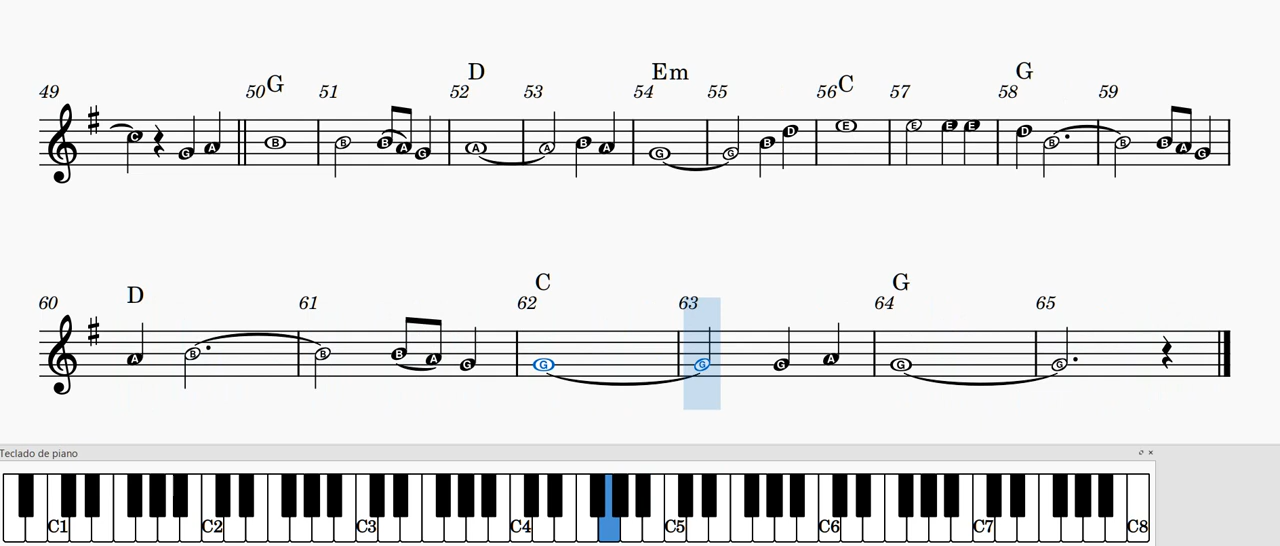 G D Em C G
49 50 51 52 53 54 55 56 57 58 59
C G A B B B A G A A B A G G B D E E E E D B B B A G
D C G
60 61 62 63 64 65
A B B B A G G G G A G G
Teclado de piano
C1 C2 C3 C4 C5 C6 C7 C8